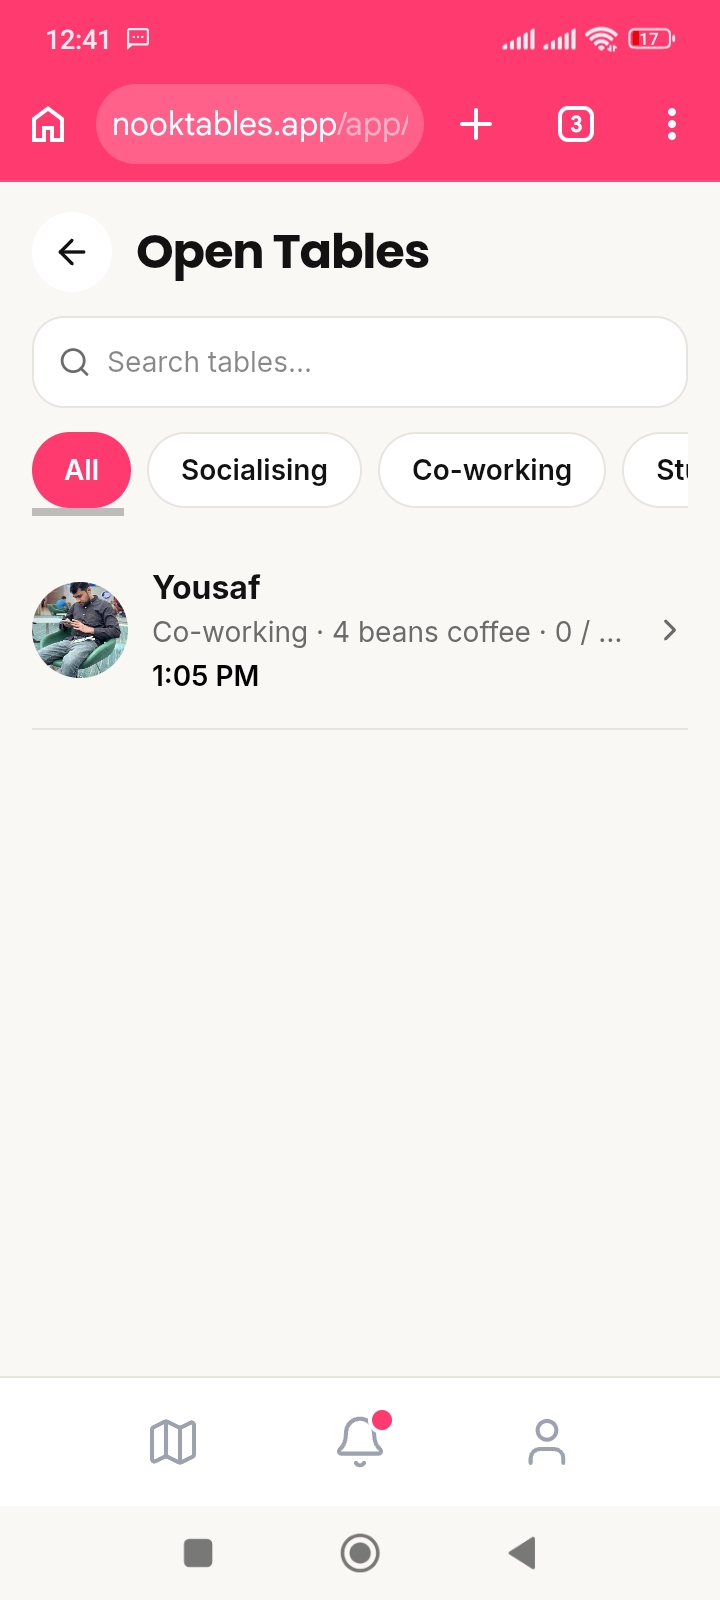 12:41
17
nooktables.app/app/
3
Open Tables
Search tables...
All
Socialising
Co-working
Yousaf
Co-working · 4 beans coffee · 0 / ...
1:05 PM